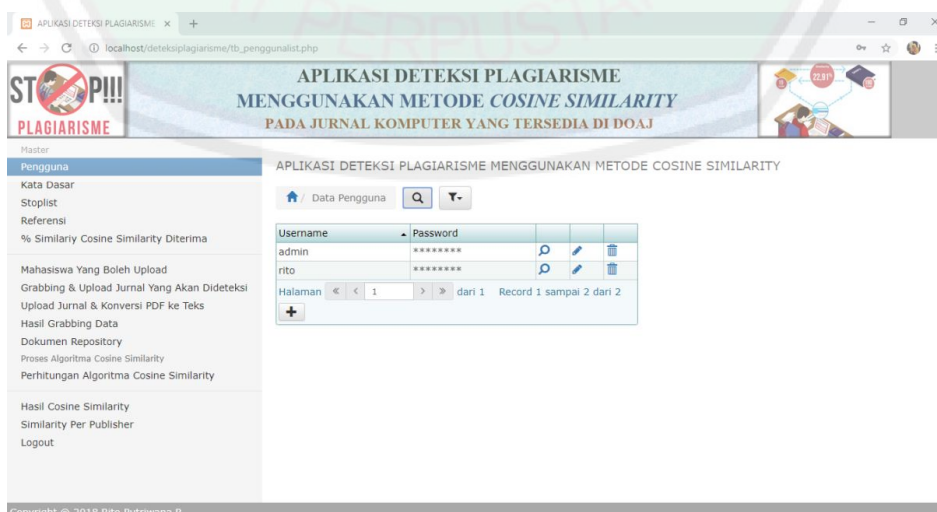 PERPUSTA
APLIKASI DETEKSI PLAGIARISME
localhost/deteksiplagiarisme/tb_penggunalist.php
STOP!!!
PLAGIARISME
APLIKASI DETEKSI PLAGIARISME
MENGGUNAKAN METODE COSINE SIMILARITY
PADA JURNAL KOMPUTER YANG TERSEDIA DI DOAJ
22.91%
Master
Pengguna
Kata Dasar
Stoplist
Referensi
% Similariy Cosine Similarity Diterima
Mahasiswa Yang Boleh Upload
Grabbing & Upload Jurnal Yang Akan Dideteksi
Upload Jurnal & Konversi PDF ke Teks
Hasil Grabbing Data
Dokumen Repository
Proses Algoritma Cosine Similarity
Perhitungan Algoritma Cosine Similarity
Hasil Cosine Similarity
Similarity Per Publisher
Logout
APLIKASI DETEKSI PLAGIARISME MENGGUNAKAN METODE COSINE SIMILARITY
/ Data Pengguna
Username Password
admin ********
rito ********
Halaman « < 1 > » dari 1 Record 1 sampai 2 dari 2
Copyright © 2018 Rito Putriwana P